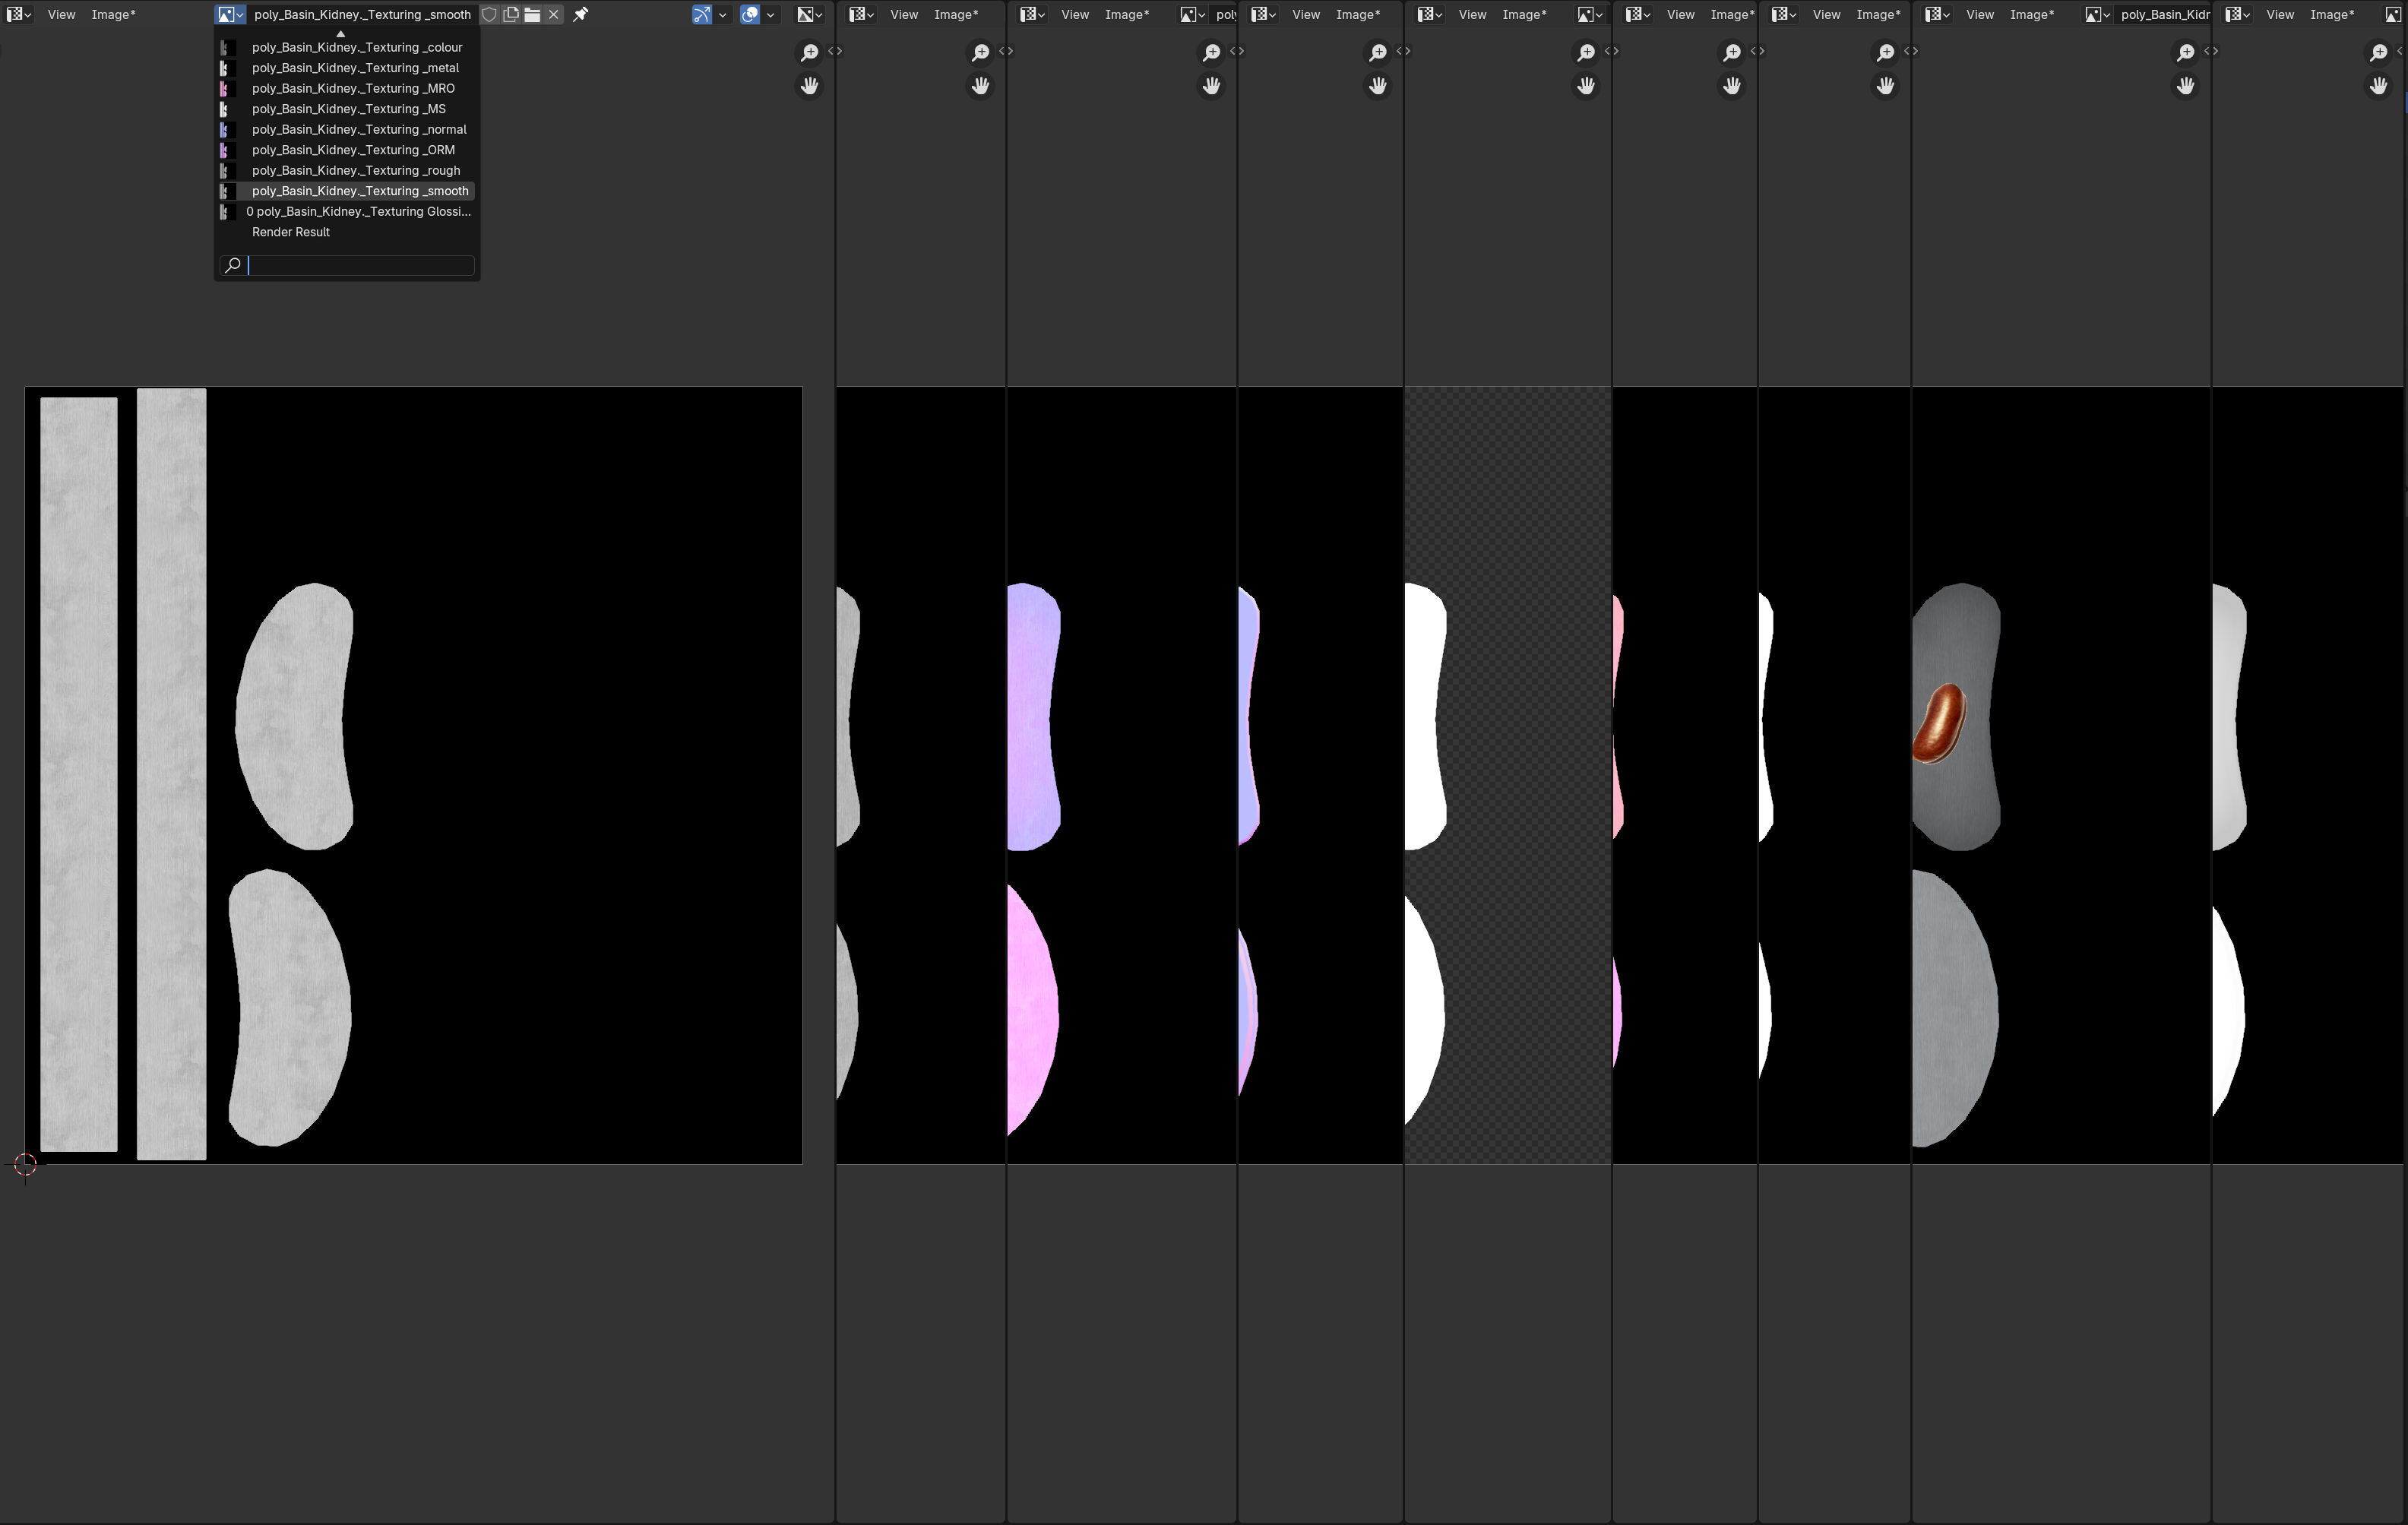 View Image* poly_Basin_Kidney._Texturing _smooth View Image* View Image* poly View Image* View Image* View Image* View Image* View Image* poly_Basin_Kidr View Image*
poly_Basin_Kidney._Texturing _colour
poly_Basin_Kidney._Texturing _metal
poly_Basin_Kidney._Texturing _MRO
poly_Basin_Kidney._Texturing _MS
poly_Basin_Kidney._Texturing _normal
poly_Basin_Kidney._Texturing _ORM
poly_Basin_Kidney._Texturing _rough
poly_Basin_Kidney._Texturing _smooth
0 poly_Basin_Kidney._Texturing Glossi...
Render Result